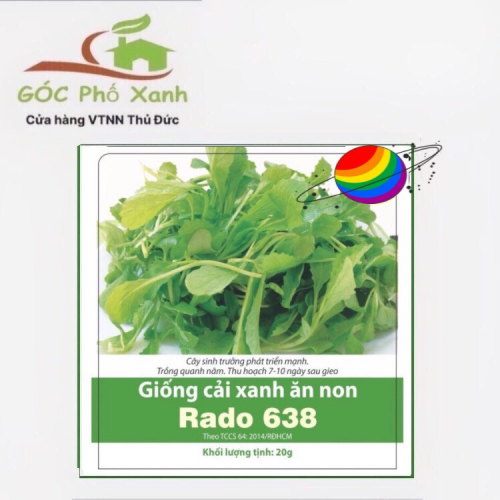 GÓC Phố Xanh
Cửa hàng VTNN Thủ Đức
Cây sinh trưởng phát triển mạnh.
Trồng quanh năm. Thu hoạch 7-10 ngày sau gieo
Giống cải xanh ăn non
Rado 638
Theo TCCS 64: 2014/RĐHCM
Khối lượng tịnh: 20g